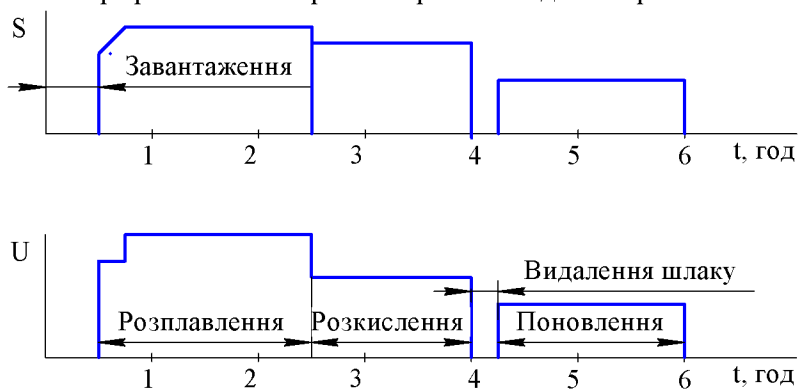 S
Завантаження
1 2 3 4 5 6 t, год
U
Видалення шлаку
Розплавлення Розкислення Поновлення
1 2 3 4 5 6 t, год